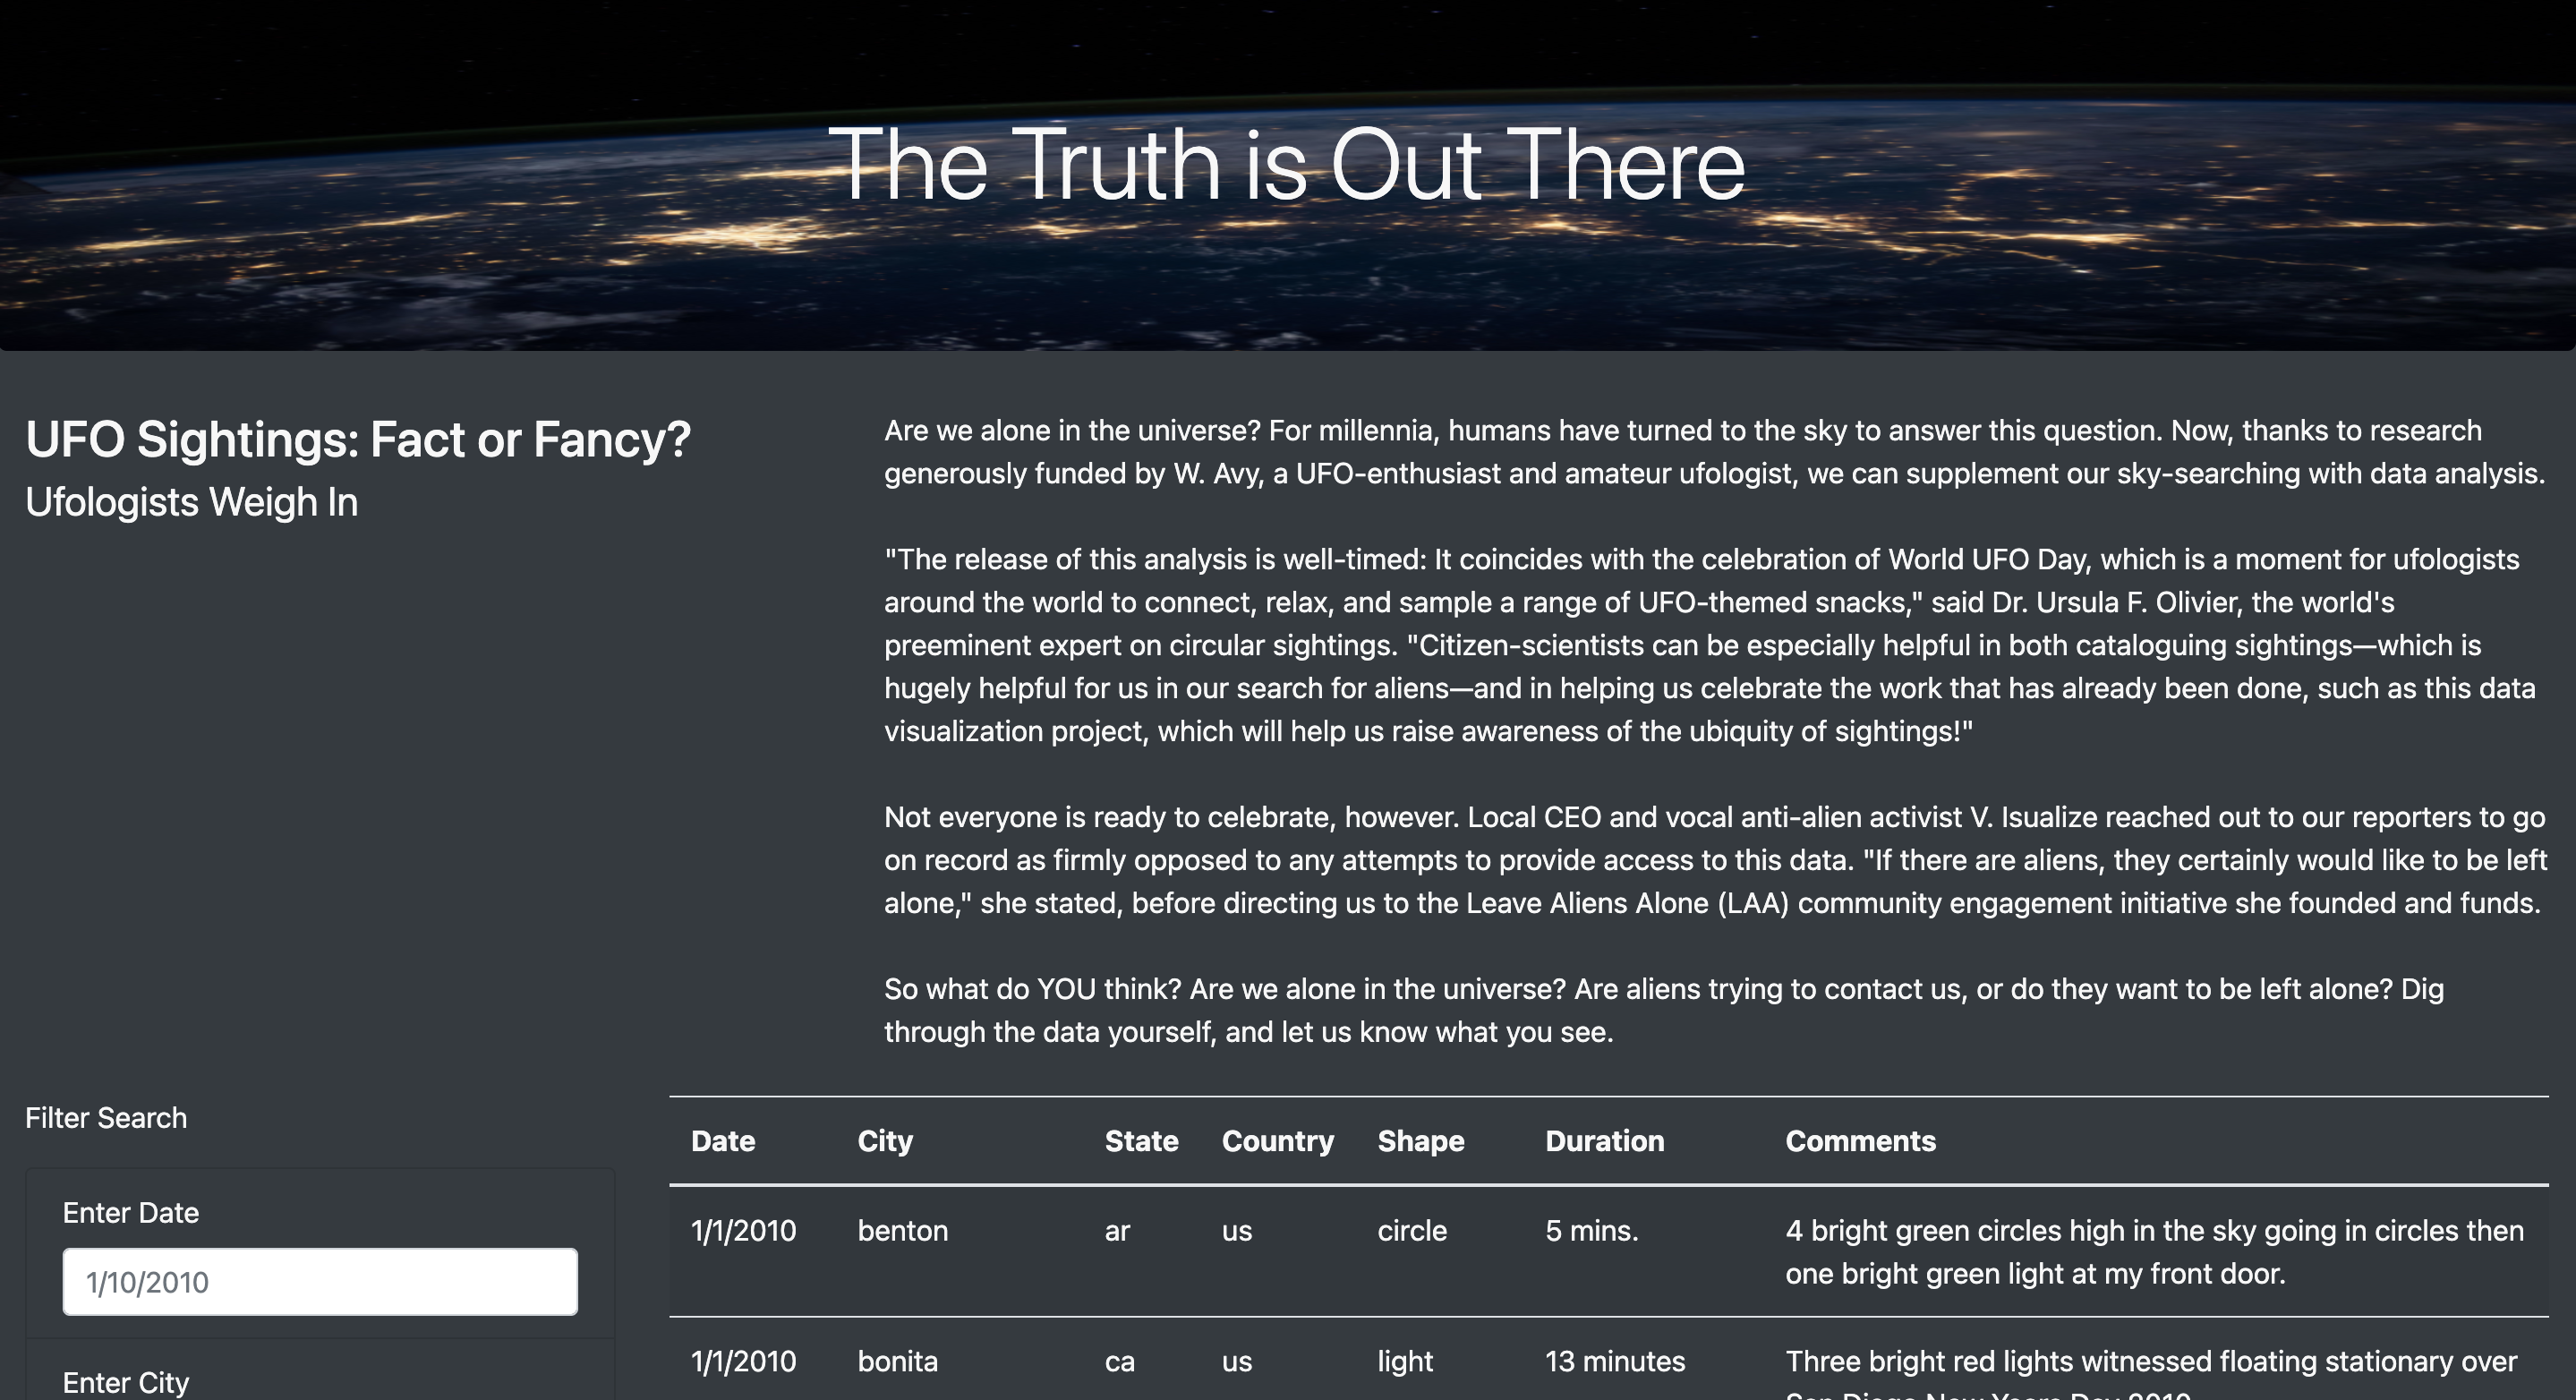 The Truth is Out There
UFO Sightings: Fact or Fancy?
Ufologists Weigh In
Are we alone in the universe? For millennia, humans have turned to the sky to answer this question. Now, thanks to research
generously funded by W. Avy, a UFO-enthusiast and amateur ufologist, we can supplement our sky-searching with data analysis.
"The release of this analysis is well-timed: It coincides with the celebration of World UFO Day, which is a moment for ufologists
around the world to connect, relax, and sample a range of UFO-themed snacks," said Dr. Ursula F. Olivier, the world's
preeminent expert on circular sightings. "Citizen-scientists can be especially helpful in both cataloguing sightings—which is
hugely helpful for us in our search for aliens—and in helping us celebrate the work that has already been done, such as this data
visualization project, which will help us raise awareness of the ubiquity of sightings!"
Not everyone is ready to celebrate, however. Local CEO and vocal anti-alien activist V. Isualize reached out to our reporters to go
on record as firmly opposed to any attempts to provide access to this data. "If there are aliens, they certainly would like to be left
alone," she stated, before directing us to the Leave Aliens Alone (LAA) community engagement initiative she founded and funds.
So what do YOU think? Are we alone in the universe? Are aliens trying to contact us, or do they want to be left alone? Dig
through the data yourself, and let us know what you see.
Filter Search
Enter Date
1/10/2010
Enter City
Date City State Country Shape Duration Comments
1/1/2010 benton ar us circle 5 mins. 4 bright green circles high in the sky going in circles then
one bright green light at my front door.
1/1/2010 bonita ca us light 13 minutes Three bright red lights witnessed floating stationary over
San Diego New Years Day 2010